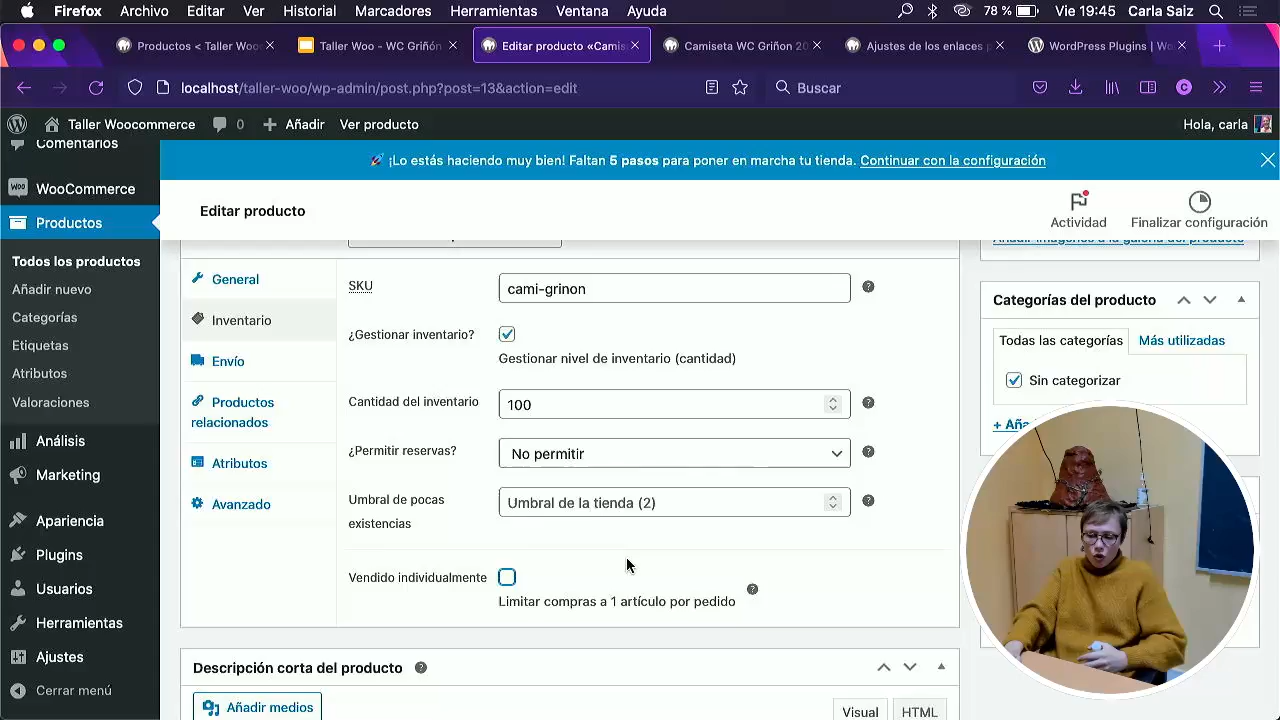 Firefox Archivo Editar Ver Historial Marcadores Herramientas Ventana Ayuda 78 % Vie 19:45 Carla Saiz
Productos < Taller Woo
Taller Woo - WC Griñón
Editar producto «Camis
Camiseta WC Griñon 20
Ajustes de los enlaces p
WordPress Plugins | Wo
localhost/taller-woo/wp-admin/post.php?post=13&action=edit
Buscar
Taller Woocommerce 0 Añadir Ver producto Hola, carla
¡Lo estás haciendo muy bien! Faltan 5 pasos para poner en marcha tu tienda. Continuar con la configuración
Comentarios
WooCommerce
Productos
Todos los productos
Añadir nuevo
Categorías
Etiquetas
Atributos
Valoraciones
Análisis
Marketing
Apariencia
Plugins
Usuarios
Herramientas
Ajustes
Cerrar menú
Editar producto
Actividad
Finalizar configuración
General
Inventario
Envío
Productos
relacionados
Atributos
Avanzado
SKU
cami-grinon
¿Gestionar inventario?
Gestionar nivel de inventario (cantidad)
Cantidad del inventario
100
¿Permitir reservas?
No permitir
Umbral de pocas
existencias
Umbral de la tienda (2)
Vendido individualmente
Limitar compras a 1 artículo por pedido
Descripción corta del producto
Añadir medios
Visual
HTML
Añadir imágenes a la galería del producto
Categorías del producto
Todas las categorías
Más utilizadas
Sin categorizar